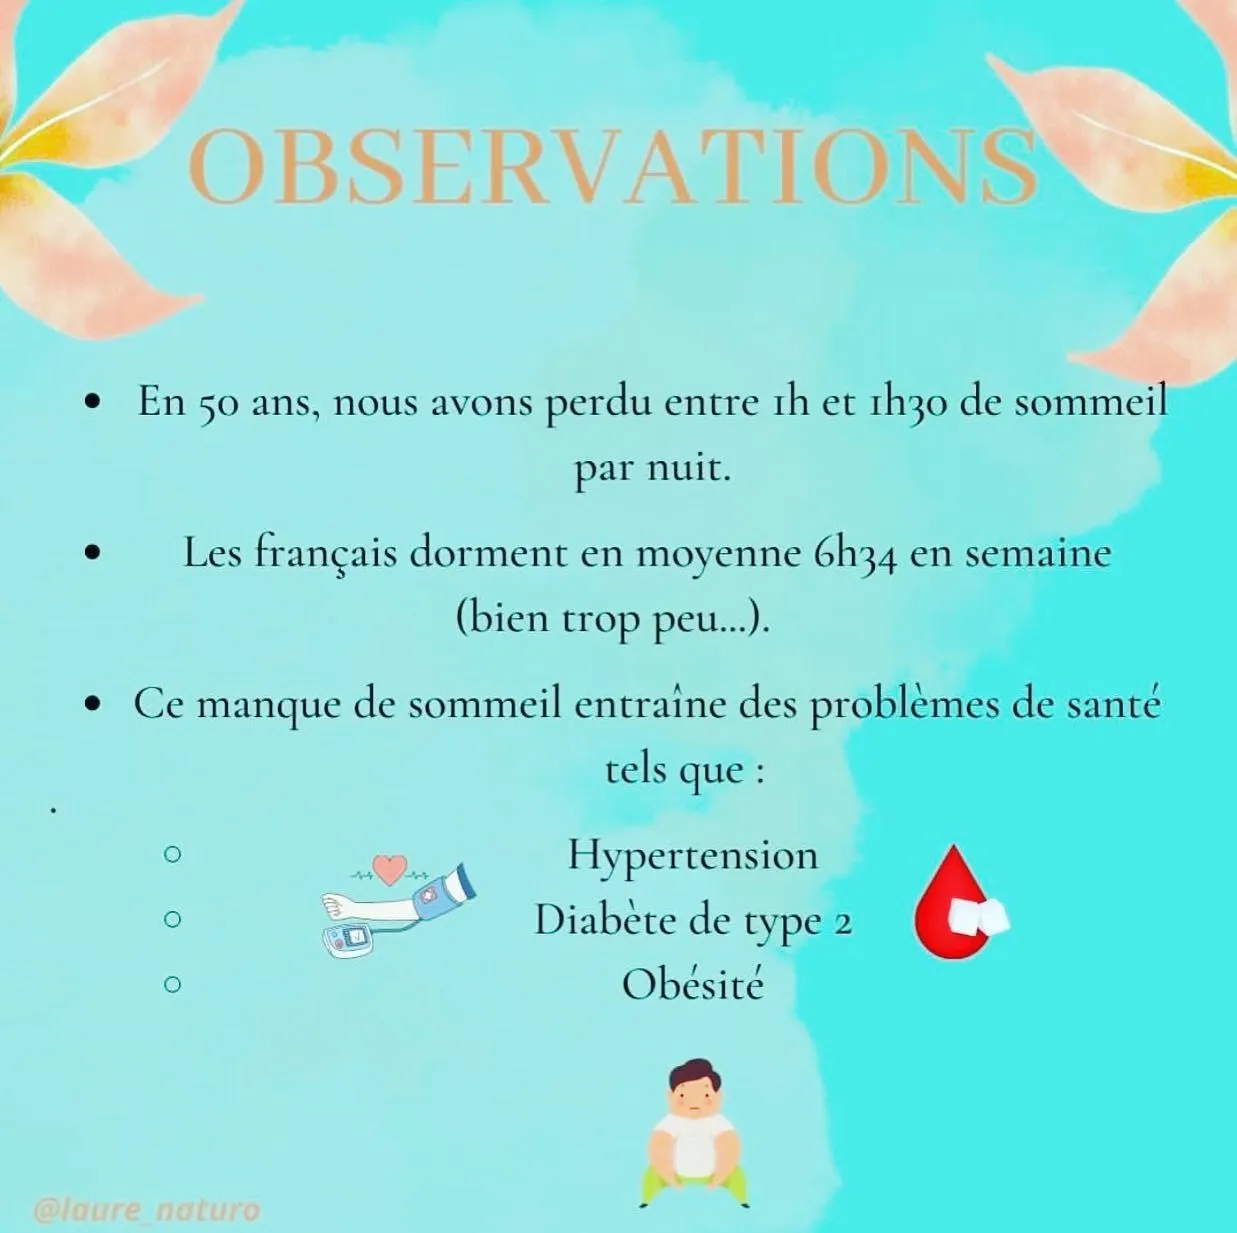 OBSERVATIONS
• En 50 ans, nous avons perdu entre 1h et 1h30 de sommeil
par nuit.
• Les français dorment en moyenne 6h34 en semaine
(bien trop peu...).
• Ce manque de sommeil entraîne des problèmes de santé
tels que :
○ Hypertension
○ Diabète de type 2
○ Obésité
@laure_naturo